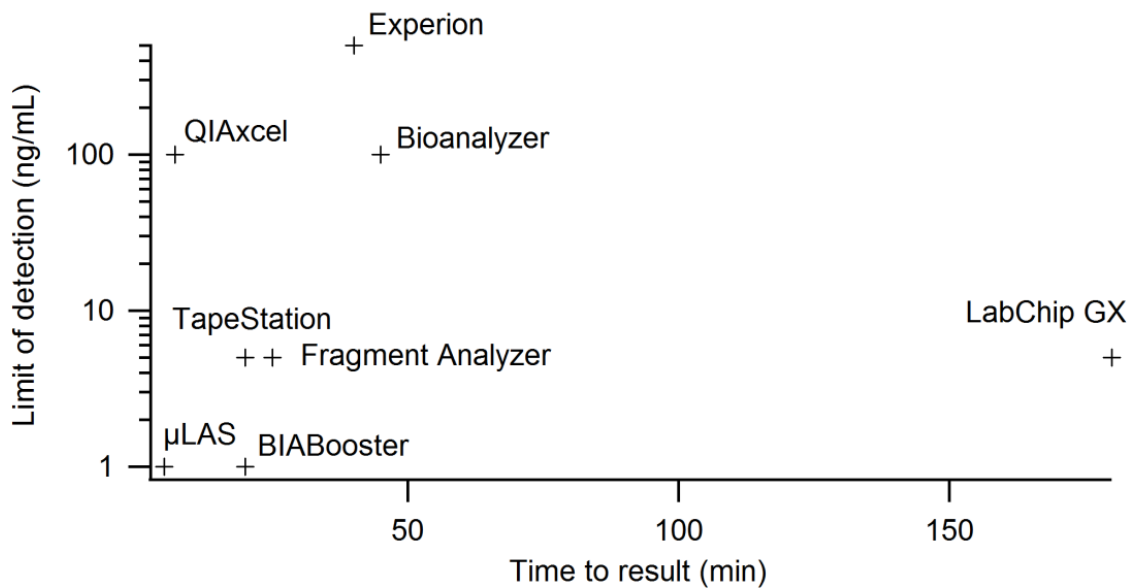 Experion
QIAxcel
Bioanalyzer
100
Limit of detection (ng/mL)
10
TapeStation
LabChip GX
Fragment Analyzer
µLAS
BIABooster
1
50
100
150
Time to result (min)